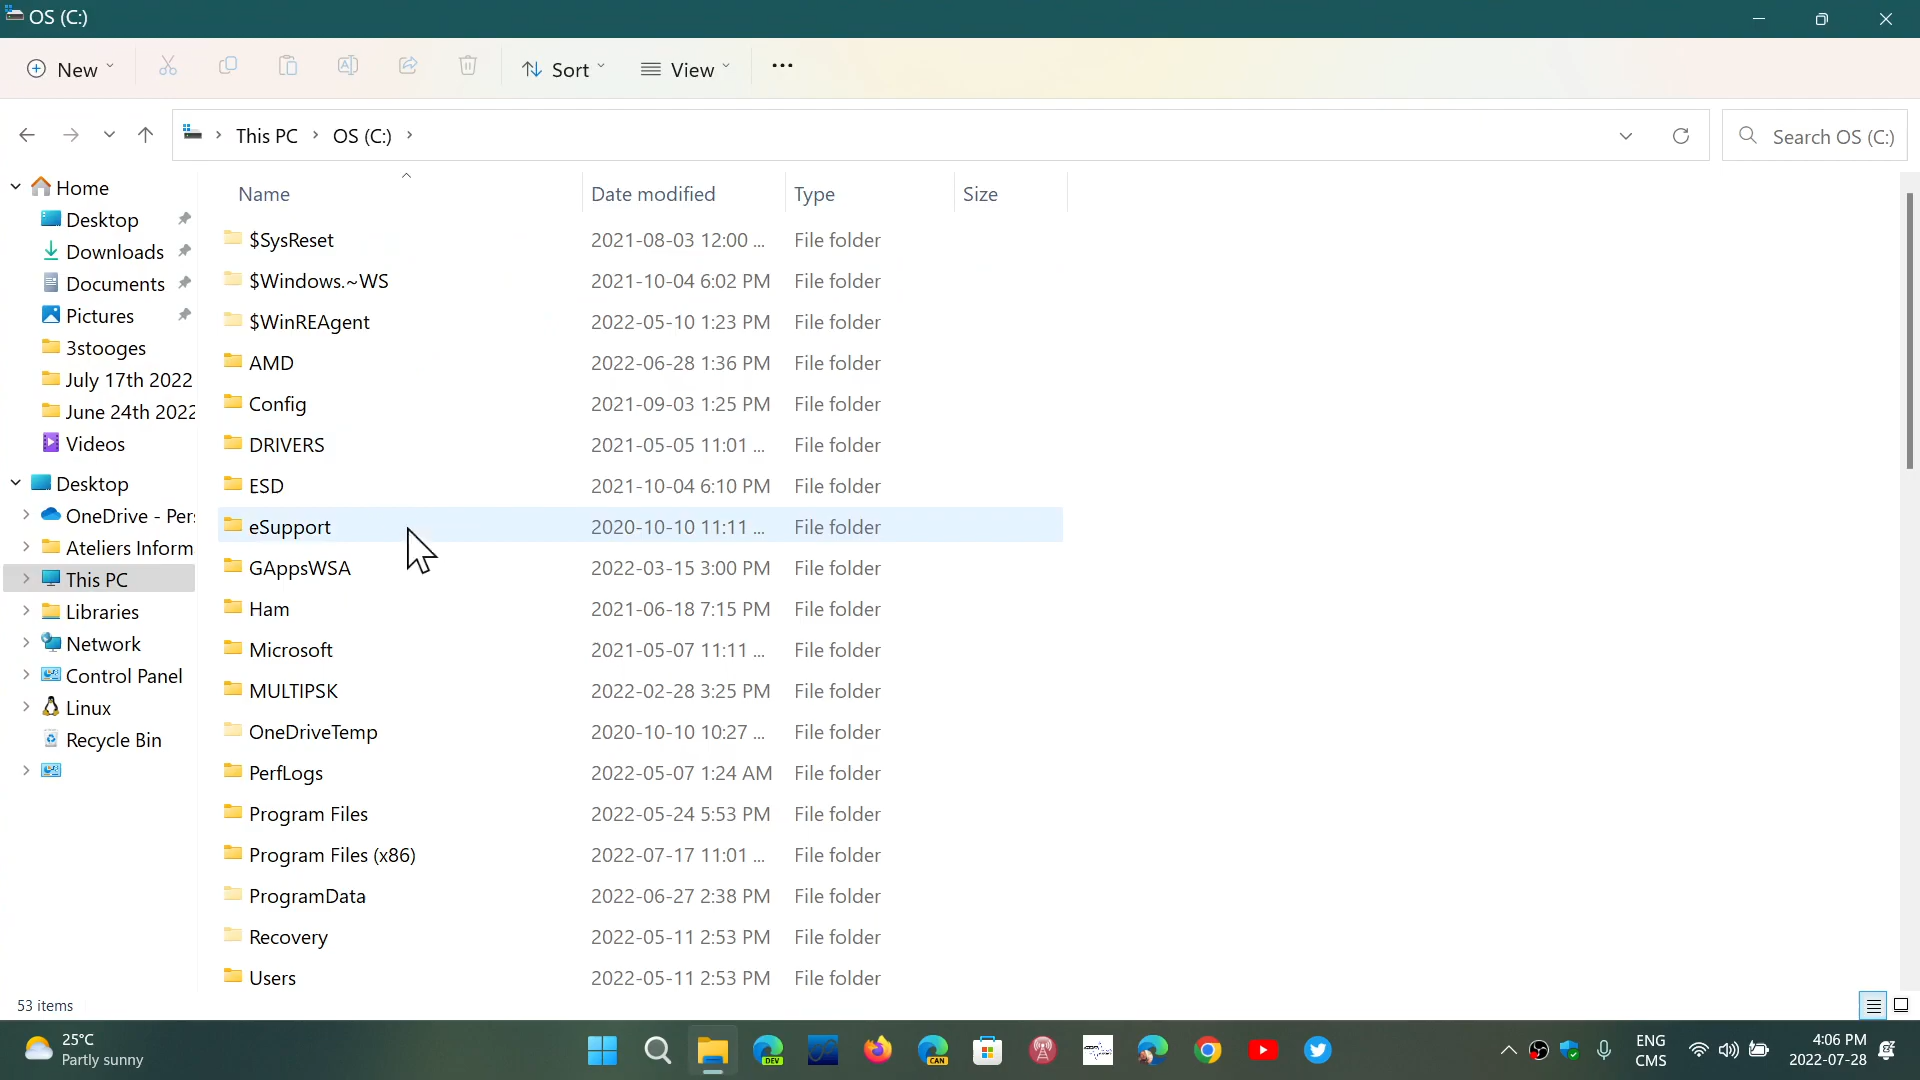 OS (C:)
New
Sort
View
This PC > OS (C:) >
Search OS (C:)
Name Date modified Type Size
Home
Desktop
Downloads
Documents
Pictures
3stooges
July 17th 2022
June 24th 2022
Videos
Desktop
OneDrive - Pers
Ateliers Inform
This PC
Libraries
Network
Control Panel
Linux
Recycle Bin
$SysReset 2021-08-03 12:00 ... File folder
$Windows.~WS 2021-10-04 6:02 PM File folder
$WinREAgent 2022-05-10 1:23 PM File folder
AMD 2022-06-28 1:36 PM File folder
Config 2021-09-03 1:25 PM File folder
DRIVERS 2021-05-05 11:01 ... File folder
ESD 2021-10-04 6:10 PM File folder
eSupport 2020-10-10 11:11 ... File folder
GAppsWSA 2022-03-15 3:00 PM File folder
Ham 2021-06-18 7:15 PM File folder
Microsoft 2021-05-07 11:11 ... File folder
MULTIPSK 2022-02-28 3:25 PM File folder
OneDriveTemp 2020-10-10 10:27 ... File folder
PerfLogs 2022-05-07 1:24 AM File folder
Program Files 2022-05-24 5:53 PM File folder
Program Files (x86) 2022-07-17 11:01 ... File folder
ProgramData 2022-06-27 2:38 PM File folder
Recovery 2022-05-11 2:53 PM File folder
Users 2022-05-11 2:53 PM File folder
53 items
25°C
Partly sunny
DEV
CAN
ENG
CMS
4:06 PM
2022-07-28